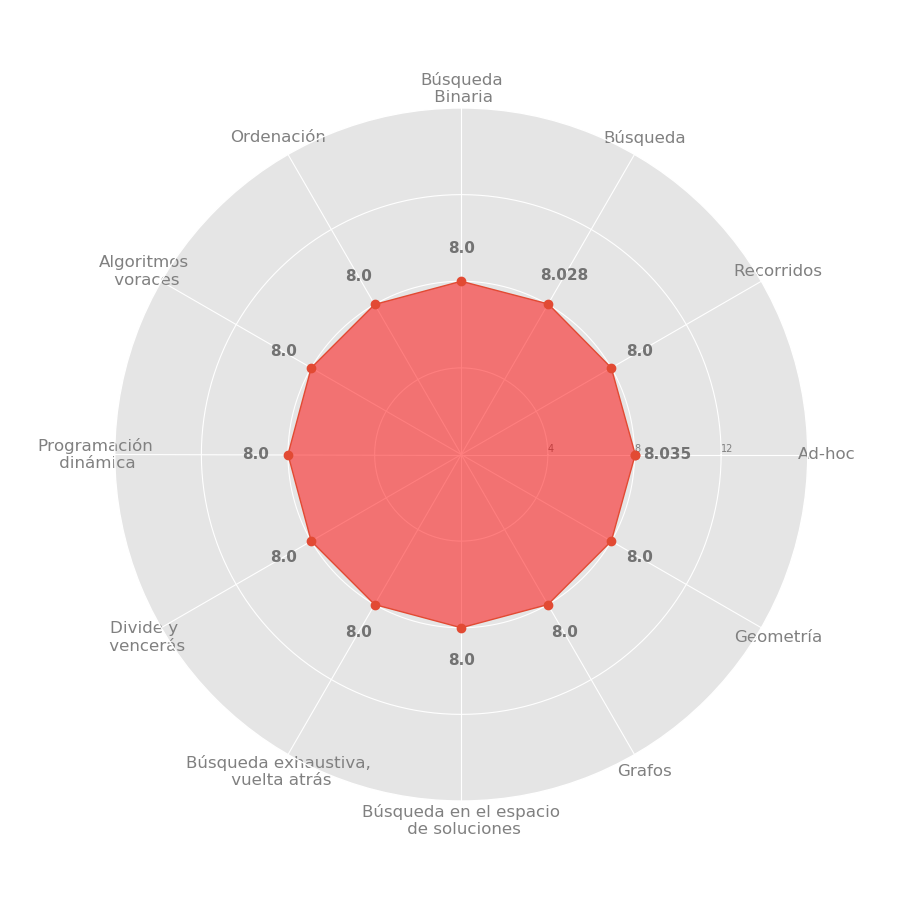 Búsqueda
Binaria
Ordenación
Búsqueda
8.0
Algoritmos
voraces
8.0
8.028
Recorridos
8.0
8.0
Programación
dinámica
8.0
4
8
8.035
12
Ad-hoc
8.0
8.0
Divide y
vencerás
8.0
8.0
8.0
Geometría
Búsqueda exhaustiva,
vuelta atrás
Grafos
Búsqueda en el espacio
de soluciones